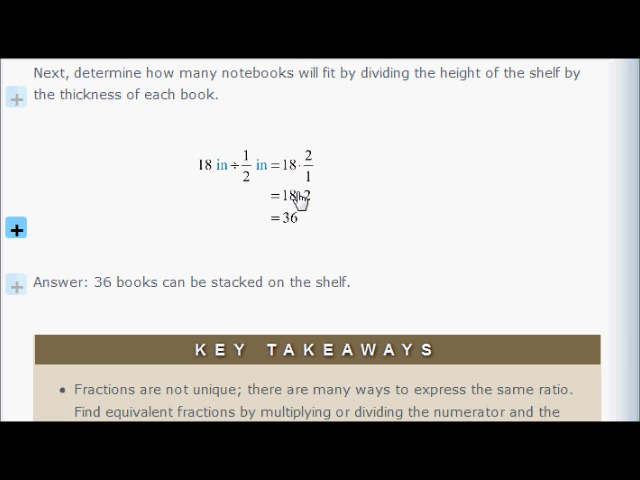 Next, determine how many notebooks will fit by dividing the height of the shelf by
the thickness of each book.
18 in ÷ 1/2 in = 18 · 2/1
= 18 · 2
= 36
Answer: 36 books can be stacked on the shelf.
KEY TAKEAWAYS
• Fractions are not unique; there are many ways to express the same ratio.
Find equivalent fractions by multiplying or dividing the numerator and the